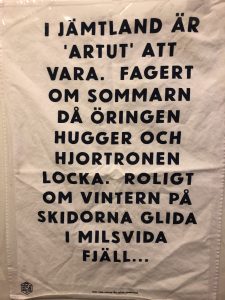 I JÄMTLAND ÄR
'ARTUT' ATT
VARA. FAGERT
OM SOMMARN
DÅ ÖRINGEN
HUGGER OCH
HJORTRONEN
LOCKA. ROLIGT
OM VINTERN PÅ
SKIDORNA GLIDA
I MILSVIDA
FJÄLL...